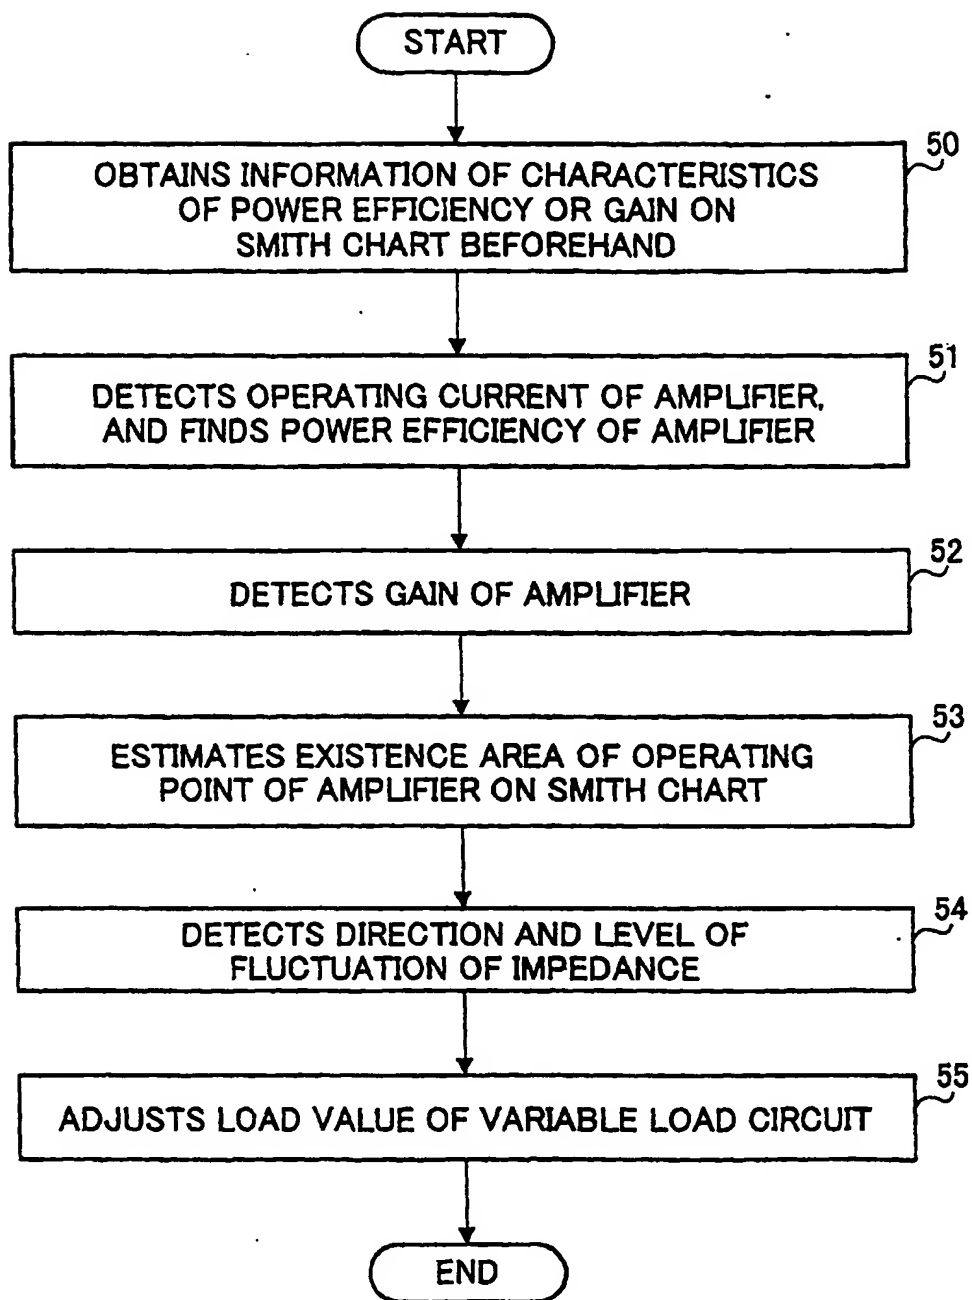 START
50
OBTAINS INFORMATION OF CHARACTERISTICS
OF POWER EFFICIENCY OR GAIN ON
SMITH CHART BEFOREHAND
51
DETECTS OPERATING CURRENT OF AMPLIFIER,
AND FINDS POWER EFFICIENCY OF AMPLIFIER
52
DETECTS GAIN OF AMPLIFIER
53
ESTIMATES EXISTENCE AREA OF OPERATING
POINT OF AMPLIFIER ON SMITH CHART
54
DETECTS DIRECTION AND LEVEL OF
FLUCTUATION OF IMPEDANCE
55
ADJUSTS LOAD VALUE OF VARIABLE LOAD CIRCUIT
END